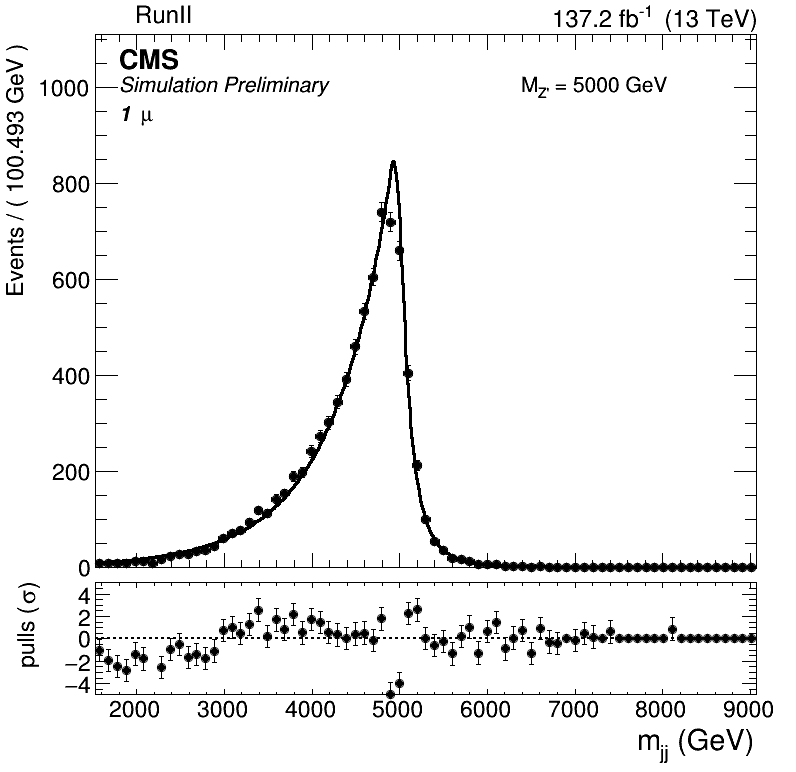 RunII 137.2 fb⁻¹ (13 TeV)
CMS
Simulation Preliminary
M_Z' = 5000 GeV
1 μ
Events / ( 100.493 GeV )
1000
800
600
400
200
0
pulls (σ)
4
2
0
−2
−4
2000 3000 4000 5000 6000 7000 8000 9000
m_jj (GeV)